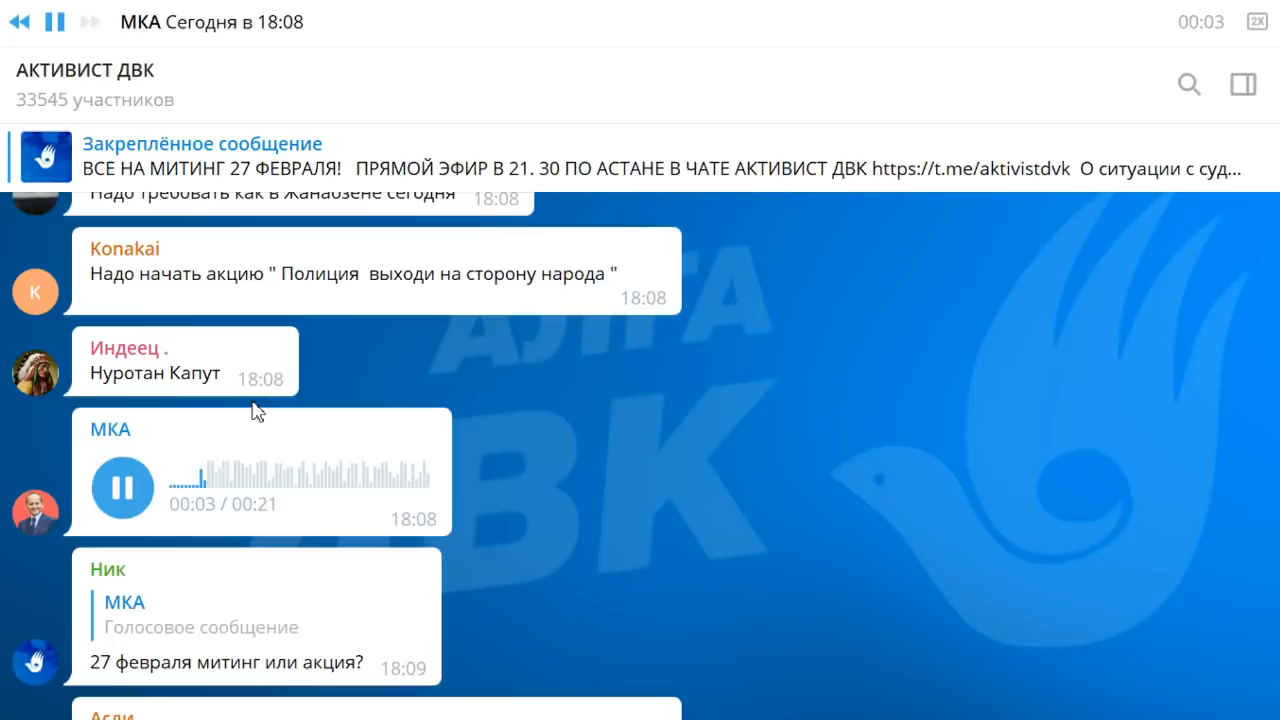 МКА Сегодня в 18:08
00:03
2X
АКТИВИСТ ДВК
33545 участников
Закреплённое сообщение
ВСЕ НА МИТИНГ 27 ФЕВРАЛЯ! ПРЯМОЙ ЭФИР В 21. 30 ПО АСТАНЕ В ЧАТЕ АКТИВИСТ ДВК https://t.me/aktivistdvk О ситуации с суд...
Надо требовать как в Жанаозене сегодня 18:08
Konakai
Надо начать акцию " Полиция выходи на сторону народа "
18:08
К
Индеец .
Нуротан Капут 18:08
МКА
00:03 / 00:21
18:08
Ник
МКА
Голосовое сообщение
27 февраля митинг или акция? 18:09
Асли
АЛГА
ДВК